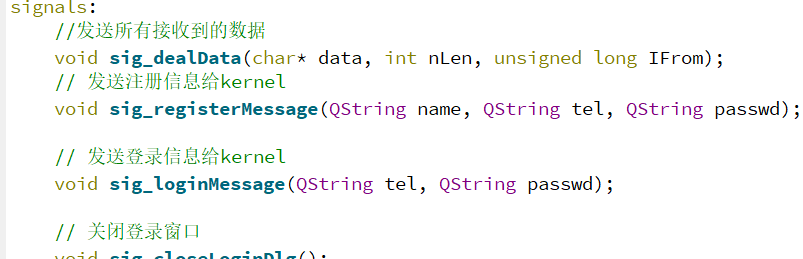 signals:
//发送所有接收到的数据
void sig_dealData(char* data, int nLen, unsigned long IFrom);
// 发送注册信息给kernel
void sig_registerMessage(QString name, QString tel, QString passwd);
// 发送登录信息给kernel
void sig_loginMessage(QString tel, QString passwd);
// 关闭登录窗口
void sig_closeLoginDlg();